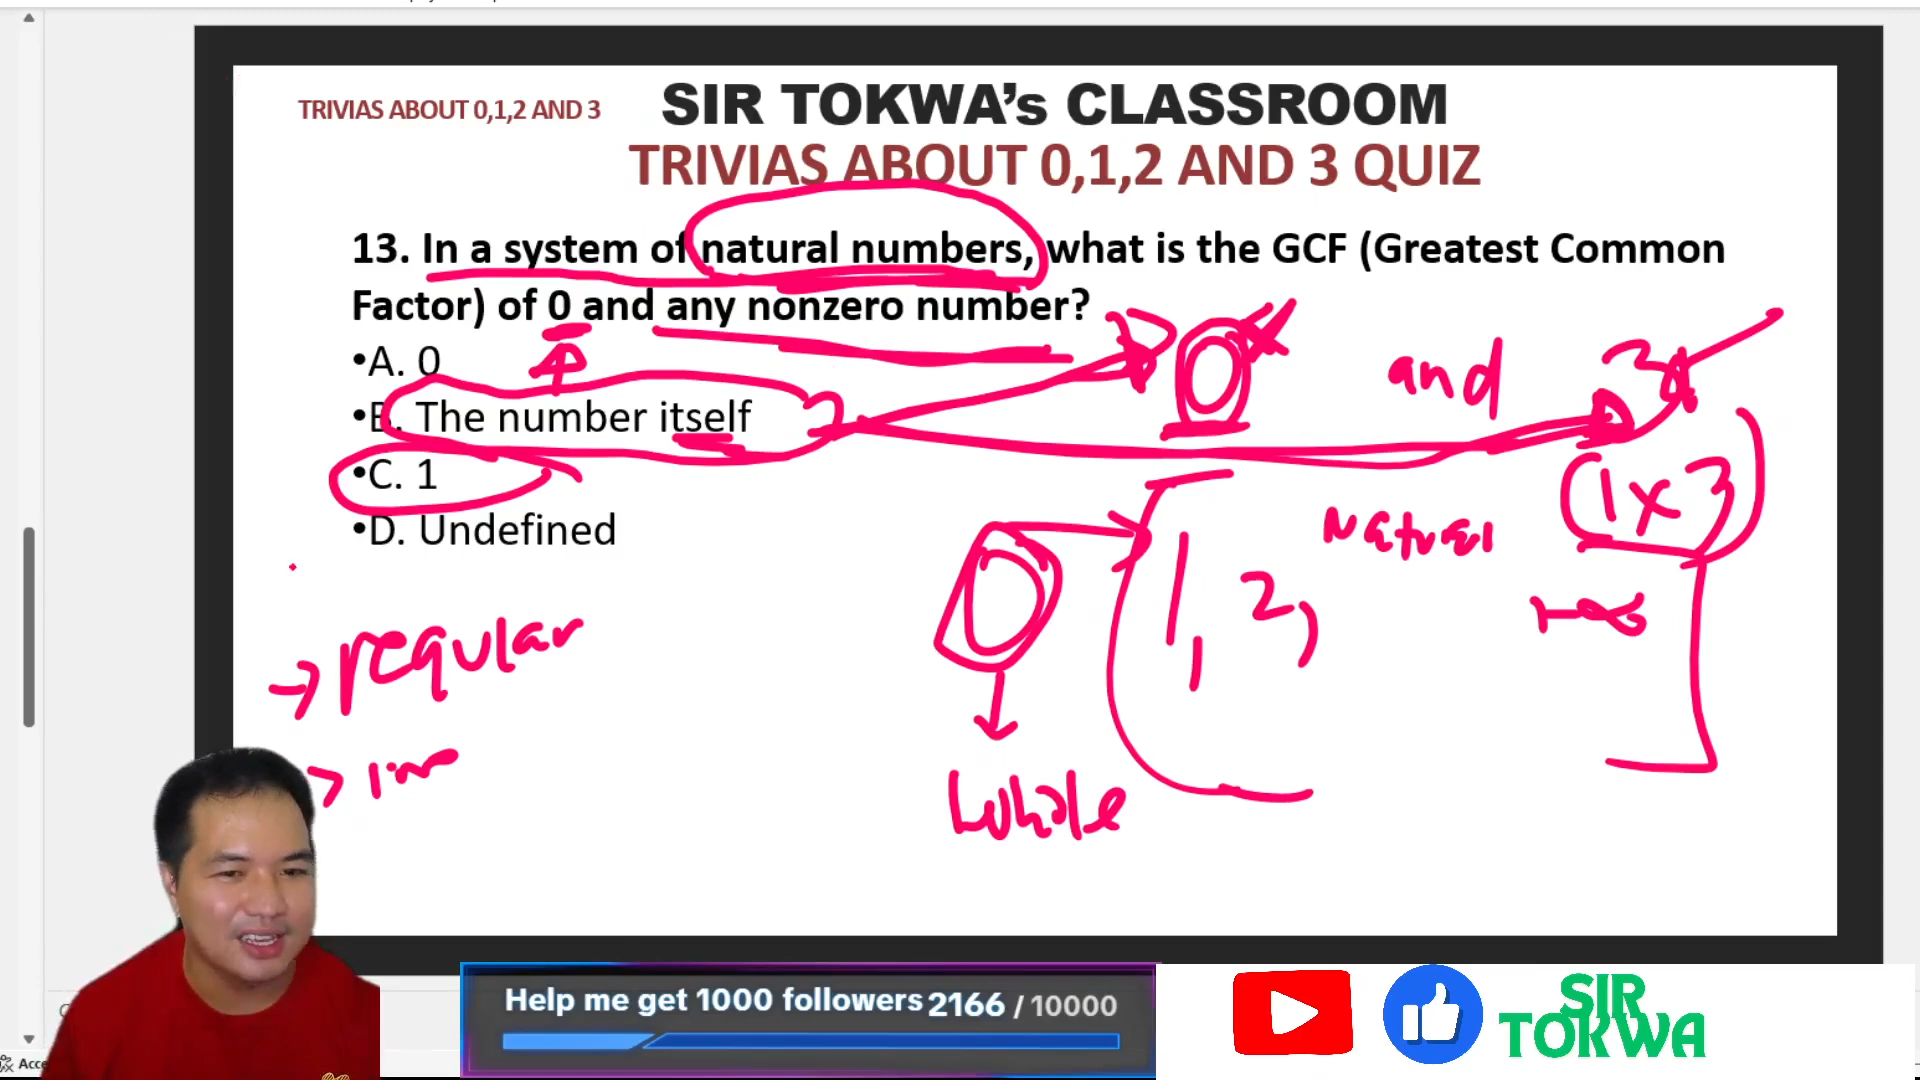 TRIVIAS ABOUT 0,1,2 AND 3
SIR TOKWA's CLASSROOM
TRIVIAS ABOUT 0,1,2 AND 3 QUIZ
13. In a system of natural numbers, what is the GCF (Greatest Common
Factor) of 0 and any nonzero number?
•A. 0
•B. The number itself
•C. 1
•D. Undefined
0 and 3
(1x3)
Natural
1, 2,
regular
whole
Help me get 1000 followers 2166 / 10000
SIR
TOKWA
Acce